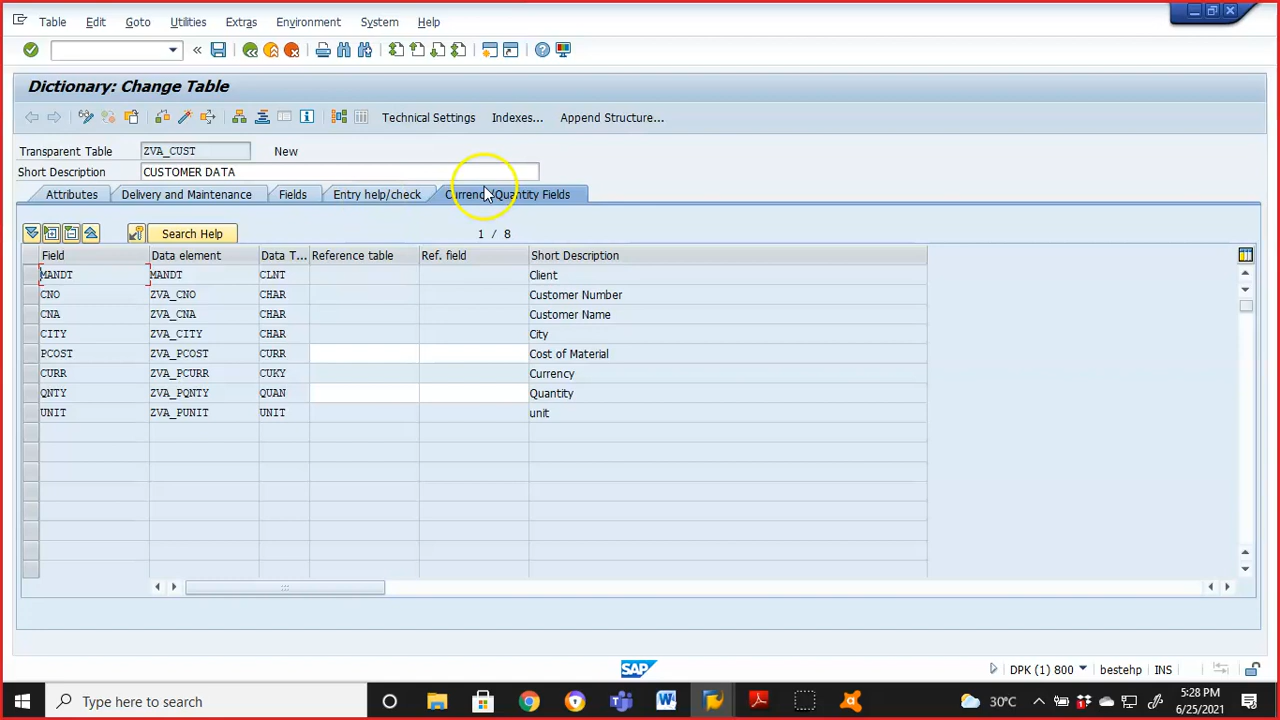 Table Edit Goto Utilities Extras Environment System Help
Dictionary: Change Table
Technical Settings Indexes... Append Structure...
Transparent Table ZVA_CUST New
Short Description CUSTOMER DATA
Attributes Delivery and Maintenance Fields Entry help/check Currency/Quantity Fields
Search Help 1 / 8
Field Data element Data T... Reference table Ref. field Short Description
MANDT MANDT CLNT Client
CNO ZVA_CNO CHAR Customer Number
CNA ZVA_CNA CHAR Customer Name
CITY ZVA_CITY CHAR City
PCOST ZVA_PCOST CURR Cost of Material
CURR ZVA_PCURR CUKY Currency
QNTY ZVA_PQNTY QUAN Quantity
UNIT ZVA_PUNIT UNIT unit
SAP
DPK (1) 800 bestehp INS
Type here to search
30°C
5:28 PM
6/25/2021